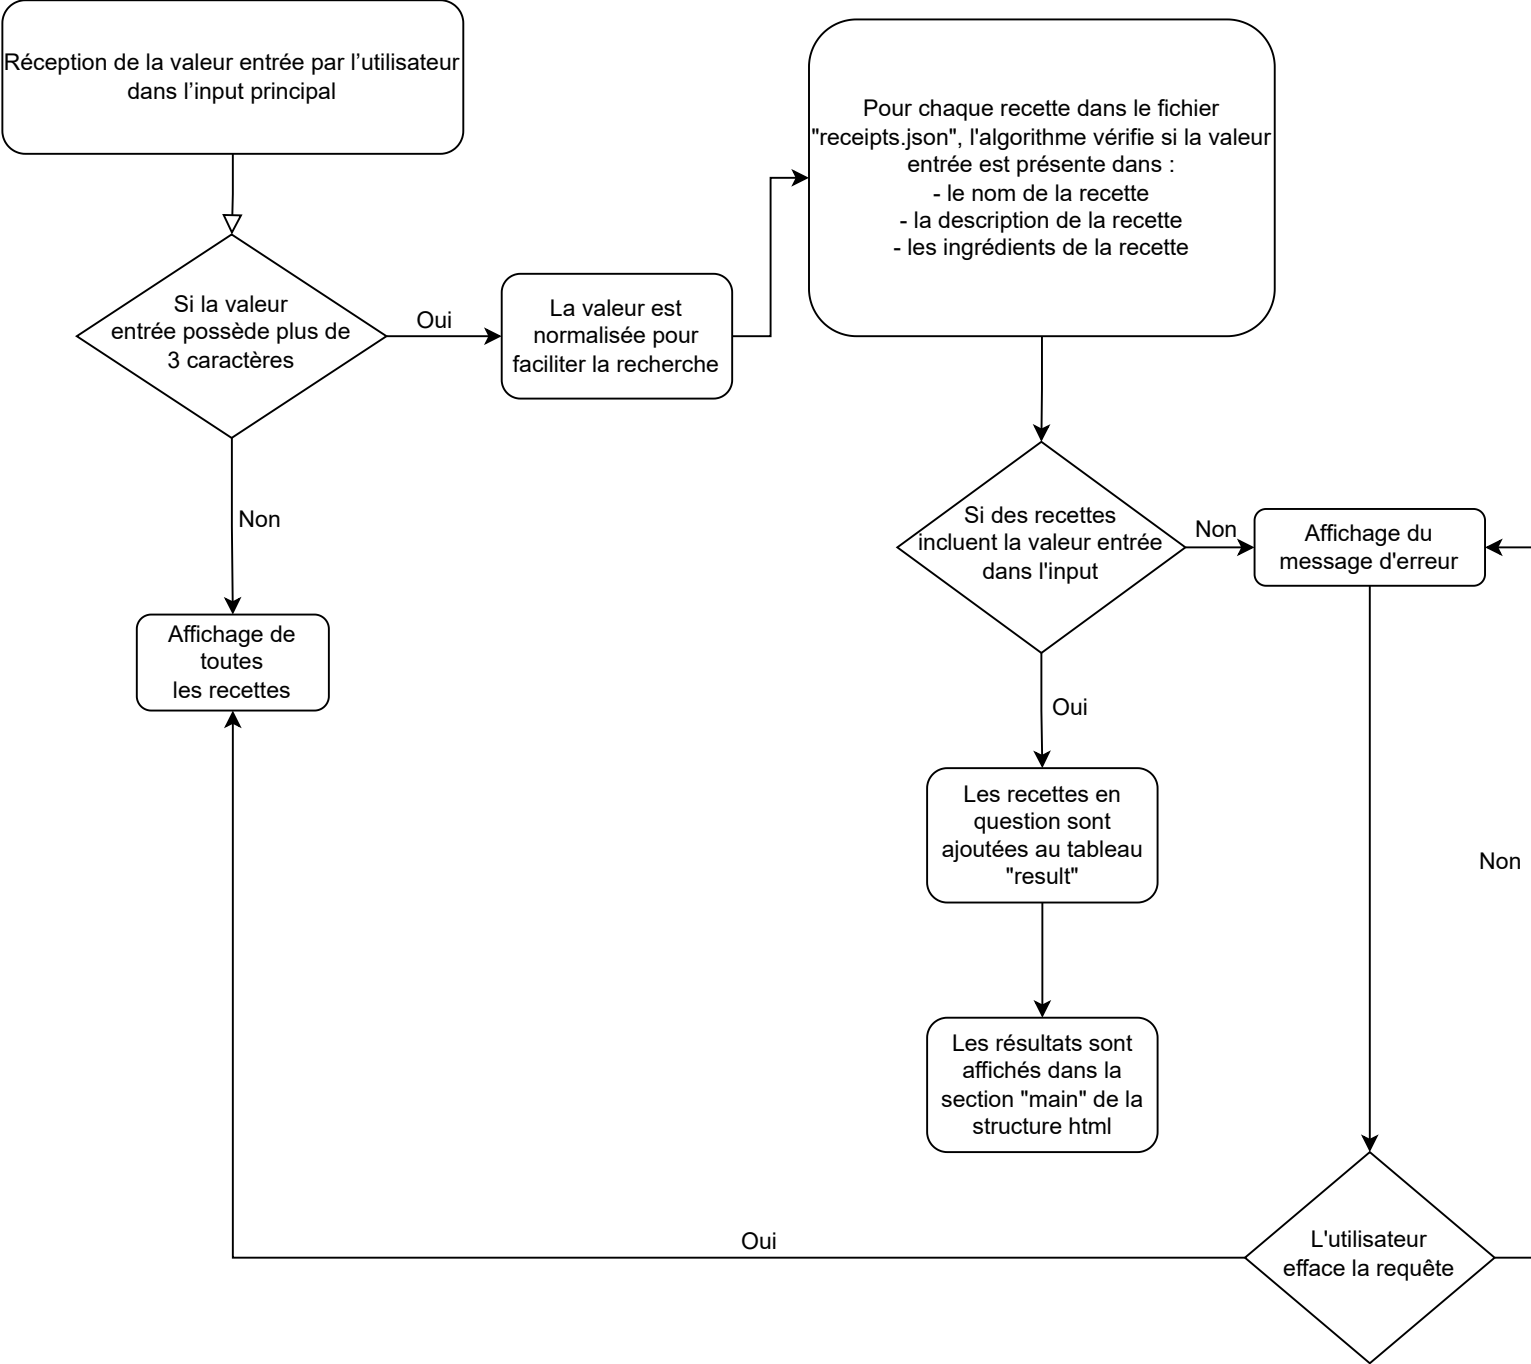 Réception de la valeur entrée par l’utilisateur
dans l’input principal
Pour chaque recette dans le fichier
"receipts.json", l'algorithme vérifie si la valeur
entrée est présente dans :
- le nom de la recette
- la description de la recette
- les ingrédients de la recette
Si la valeur
entrée possède plus de
3 caractères
Oui
La valeur est
normalisée pour
faciliter la recherche
Non
Affichage de
toutes
les recettes
Si des recettes
incluent la valeur entrée
dans l'input
Non
Affichage du
message d'erreur
Oui
Les recettes en
question sont
ajoutées au tableau
"result"
Non
Les résultats sont
affichés dans la
section "main" de la
structure html
Oui
L'utilisateur
efface la requête